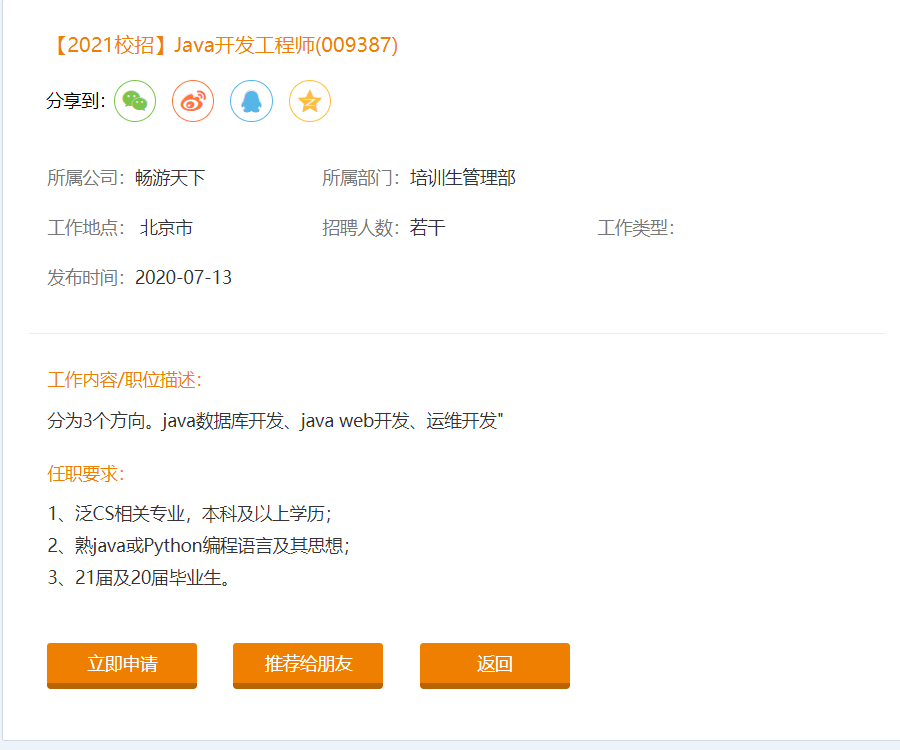 【2021校招】Java开发工程师(009387)
分享到：
所属公司：畅游天下 所属部门：培训生管理部
工作地点： 北京市 招聘人数：若干 工作类型：
发布时间：2020-07-13
工作内容/职位描述：
分为3个方向。java数据库开发、java web开发、运维开发"
任职要求：
1、泛CS相关专业，本科及以上学历；
2、熟java或Python编程语言及其思想；
3、21届及20届毕业生。
立即申请 推荐给朋友 返回